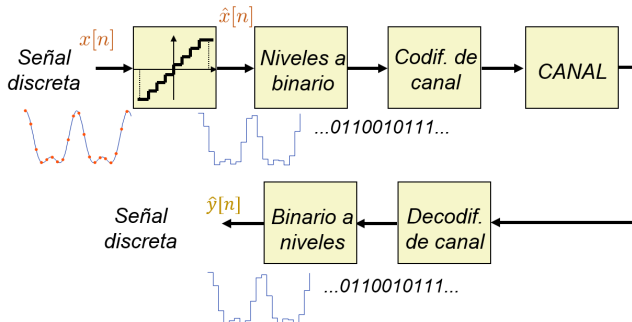 x[n]
x̂[n]
Señal
discreta
Niveles a
binario
Codif. de
canal
CANAL
...0110010111...
Señal
discreta
ŷ[n]
Binario a
niveles
Decodif.
de canal
...0110010111...